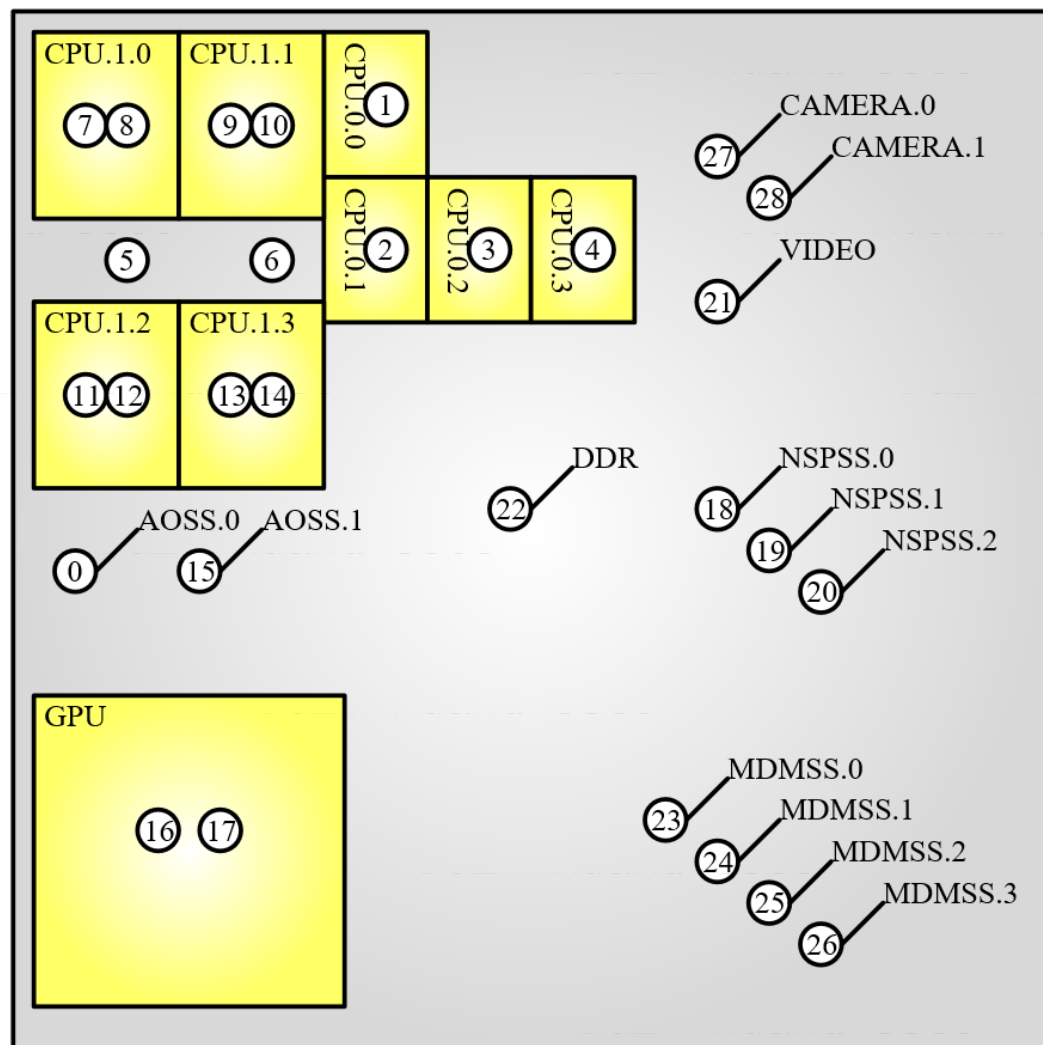 CPU.1.0
CPU.1.1
CPU.0.0
7
8
9
10
1
CAMERA.0
27
CAMERA.1
28
CPU.0.1
CPU.0.2
CPU.0.3
5
6
2
3
4
VIDEO
21
CPU.1.2
CPU.1.3
11
12
13
14
DDR
22
NSPSS.0
18
NSPSS.1
19
NSPSS.2
20
AOSS.0
0
AOSS.1
15
GPU
16
17
MDMSS.0
23
MDMSS.1
24
MDMSS.2
25
MDMSS.3
26